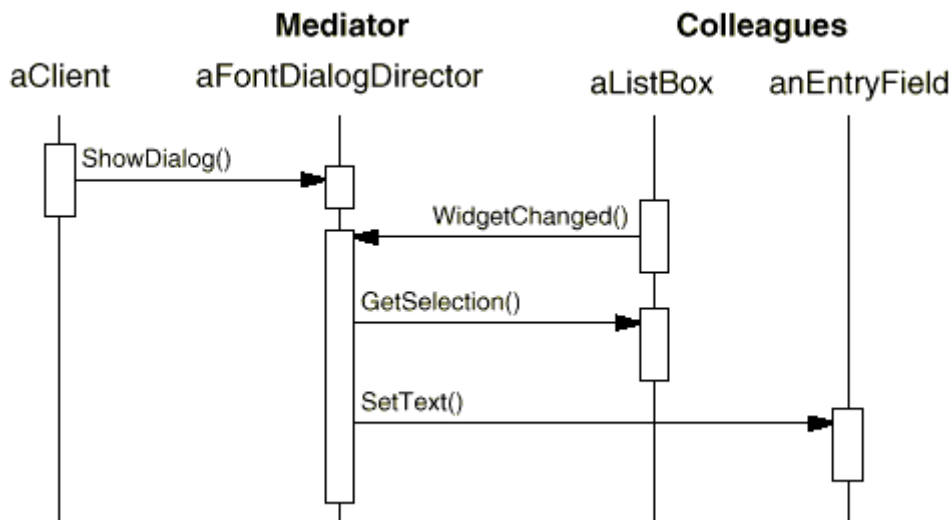 Mediator Colleagues
aClient aFontDialogDirector aListBox anEntryField
ShowDialog()
WidgetChanged()
GetSelection()
SetText()